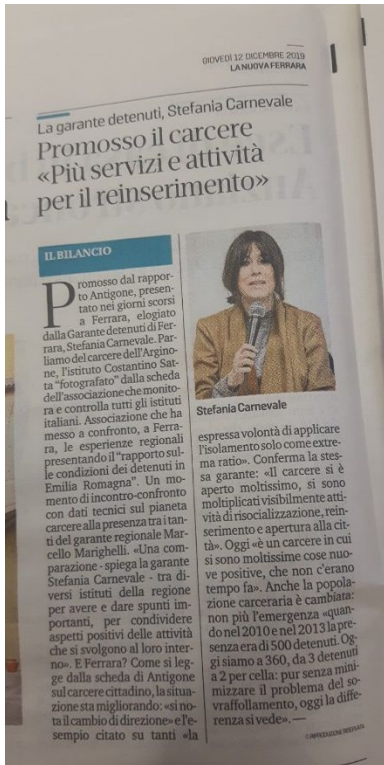 GIOVEDÌ 12 DICEMBRE 2019
LA NUOVA FERRARA
La garante detenuti, Stefania Carnevale
Promosso il carcere
«Più servizi e attività
per il reinserimento»
IL BILANCIO
Promosso dal rappor-
to Antigone, presen-
tato nei giorni scorsi
a Ferrara, elogiato
dalla Garante detenuti di Fer-
rara, Stefania Carnevale. Par-
liamo del carcere dell'Argino-
ne, l'istituto Costantino Sat-
ta "fotografato" dalla scheda
dell'associazione che monito-
ra e controlla tutti gli istituti
italiani. Associazione che ha
messo a confronto, a Ferra-
ra, le esperienze regionali
presentando il "rapporto sul-
le condizioni dei detenuti in
Emilia Romagna". Un mo-
mento di incontro-confronto
con dati tecnici sul pianeta
carcere alla presenza tra i tan-
ti del garante regionale Mar-
cello Marighelli. «Una com-
parazione - spiega la garante
Stefania Carnevale - tra di-
versi istituti della regione
per avere e dare spunti im-
portanti, per condividere
aspetti positivi delle attività
che si svolgono al loro inter-
no». E Ferrara? Come si leg-
ge dalla scheda di Antigone
sul carcere cittadino, la situa-
zione sta migliorando: «si no-
ta il cambio di direzione» e l'e-
sempio citato su tanti «la
Stefania Carnevale
espressa volontà di applicare
l'isolamento solo come extre-
ma ratio». Conferma la stes-
sa garante: «Il carcere si è
aperto moltissimo, si sono
moltiplicati visibilmente atti-
vità di risocializzazione, rein-
serimento e apertura alla cit-
tà». Oggi «è un carcere in cui
si sono moltissime cose nuo-
ve positive, che non c'erano
tempo fa». Anche la popola-
zione carceraria è cambiata:
non più l'emergenza «quan-
do nel 2010 e nel 2013 la pre-
senza era di 500 detenuti. Og-
gi siamo a 360, da 3 detenuti
a 2 per cella: pur senza mini-
mizzare il problema del so-
vraffollamento, oggi la diffe-
renza si vede». —
© RIPRODUZIONE RISERVATA